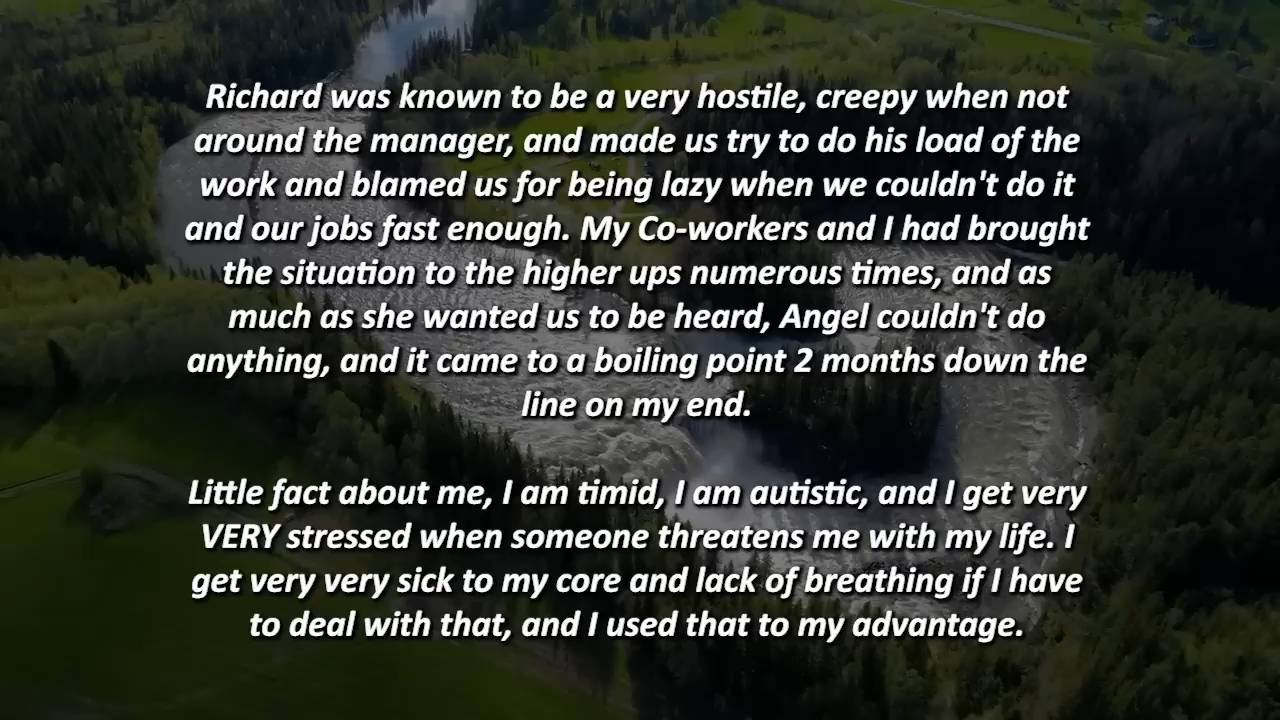 Richard was known to be a very hostile, creepy when not
around the manager, and made us try to do his load of the
work and blamed us for being lazy when we couldn't do it
and our jobs fast enough. My Co-workers and I had brought
the situation to the higher ups numerous times, and as
much as she wanted us to be heard, Angel couldn't do
anything, and it came to a boiling point 2 months down the
line on my end.
Little fact about me, I am timid, I am autistic, and I get very
VERY stressed when someone threatens me with my life. I
get very very sick to my core and lack of breathing if I have
to deal with that, and I used that to my advantage.